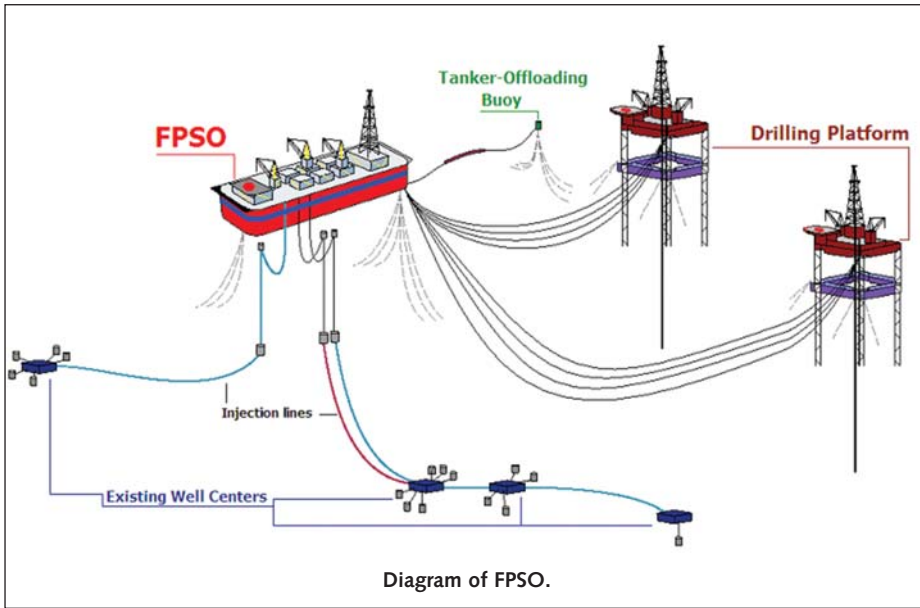 Tanker-Offloading
Buoy
FPSO
Drilling Platform
Injection lines
Existing Well Centers
Diagram of FPSO.